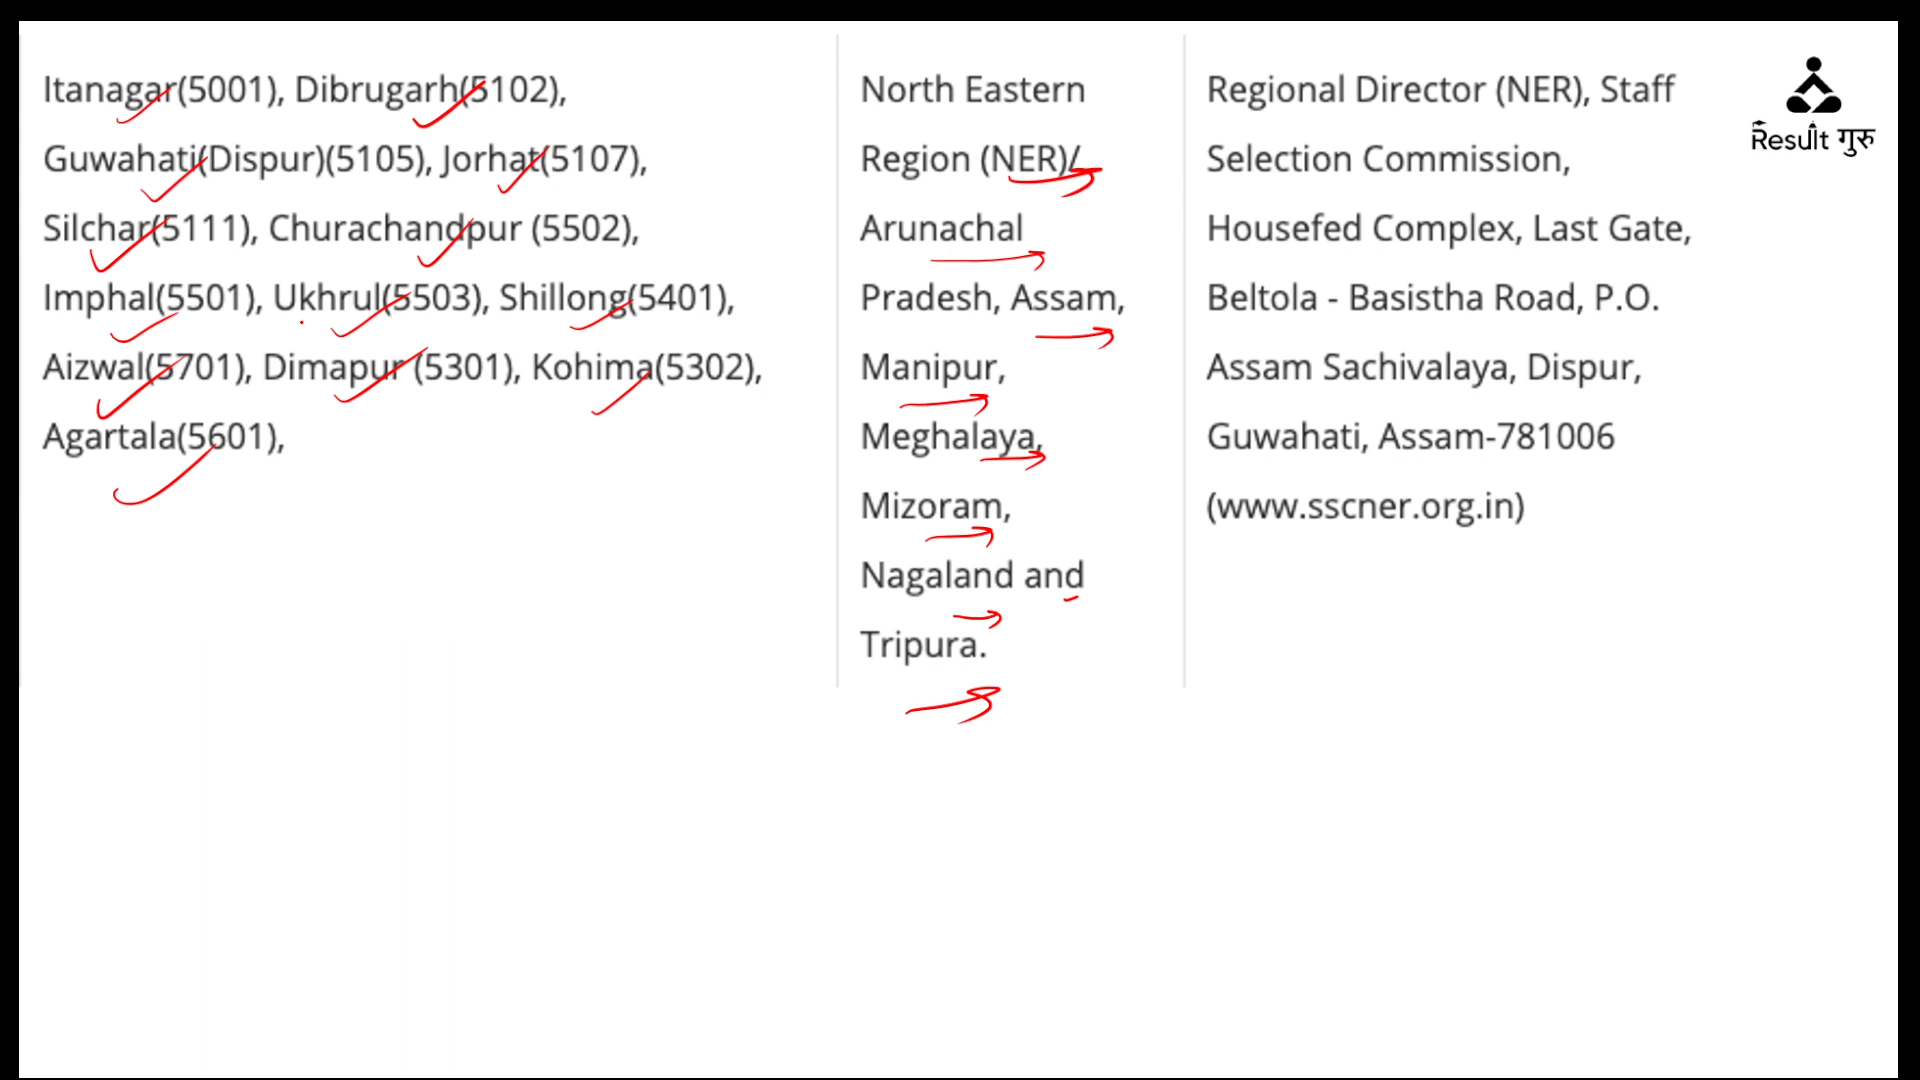 Itanagar(5001), Dibrugarh(5102),
Guwahati(Dispur)(5105), Jorhat(5107),
Silchar(5111), Churachandpur (5502),
Imphal(5501), Ukhrul(5503), Shillong(5401),
Aizwal(5701), Dimapur (5301), Kohima(5302),
Agartala(5601),
North Eastern
Region (NER)/
Arunachal
Pradesh, Assam,
Manipur,
Meghalaya,
Mizoram,
Nagaland and
Tripura.
Regional Director (NER), Staff
Selection Commission,
Housefed Complex, Last Gate,
Beltola - Basistha Road, P.O.
Assam Sachivalaya, Dispur,
Guwahati, Assam-781006
(www.sscner.org.in)
Result गुरु